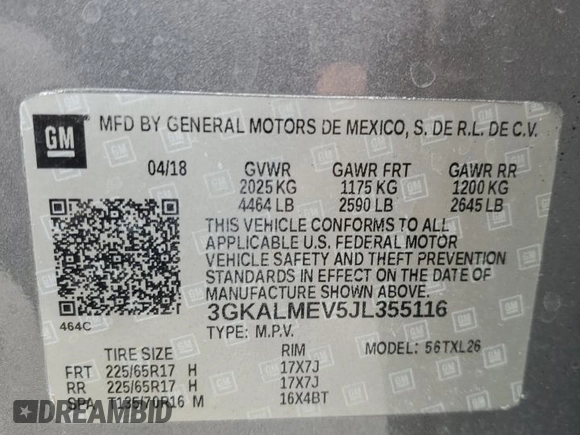 GM
MFD BY GENERAL MOTORS DE MEXICO, S. DE R.L. DE C.V.
04/18 GVWR GAWR FRT GAWR RR
2025 KG 1175 KG 1200 KG
4464 LB 2590 LB 2645 LB
THIS VEHICLE CONFORMS TO ALL
APPLICABLE U.S. FEDERAL MOTOR
VEHICLE SAFETY AND THEFT PREVENTION
STANDARDS IN EFFECT ON THE DATE OF
MANUFACTURE SHOWN ABOVE.
464C
3GKALMEV5JL355116
TYPE: M.P.V.
TIRE SIZE RIM MODEL: 56TXL26
FRT 225/65R17 H 17X7J
RR 225/65R17 H 17X7J
SPA T135/70R16 M 16X4BT
DREAMBID